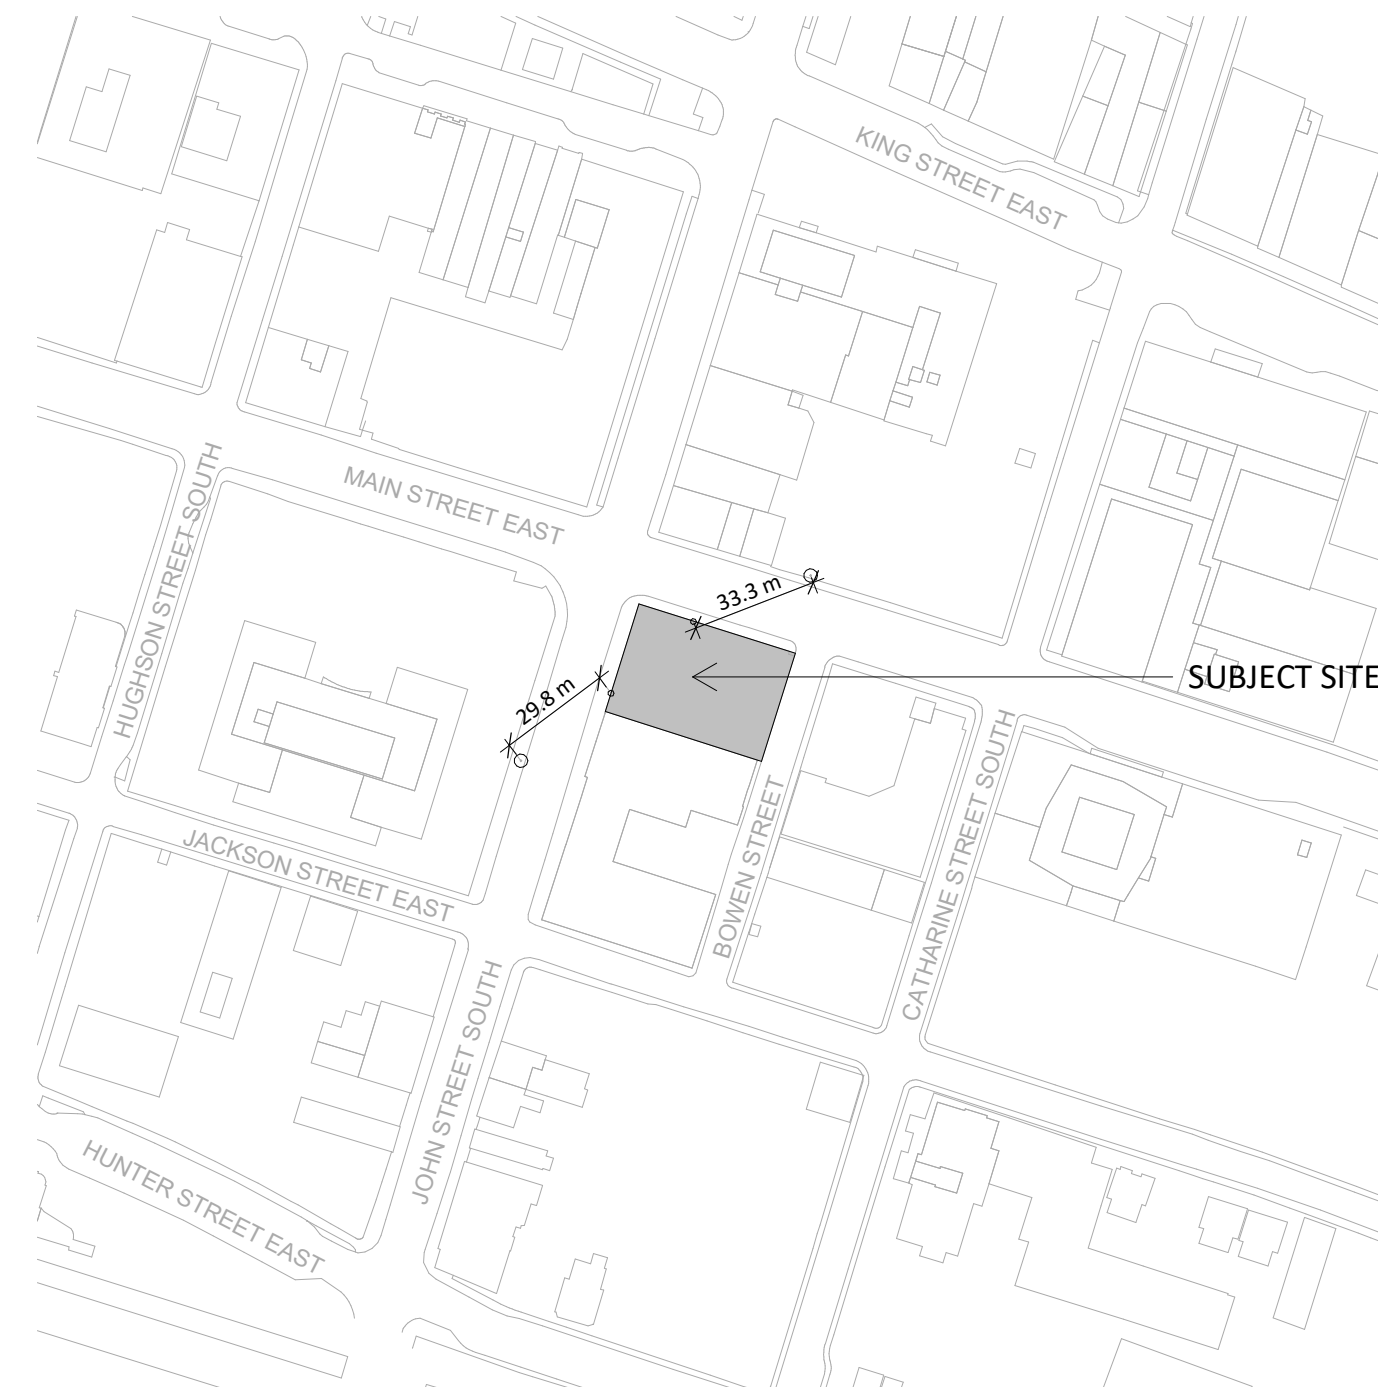 KING STREET EAST
MAIN STREET EAST
HUGHSON STREET SOUTH
33.3 m
29.8 m
SUBJECT SITE
JACKSON STREET EAST
BOWEN STREET
CATHARINE STREET SOUTH
JOHN STREET SOUTH
HUNTER STREET EAST